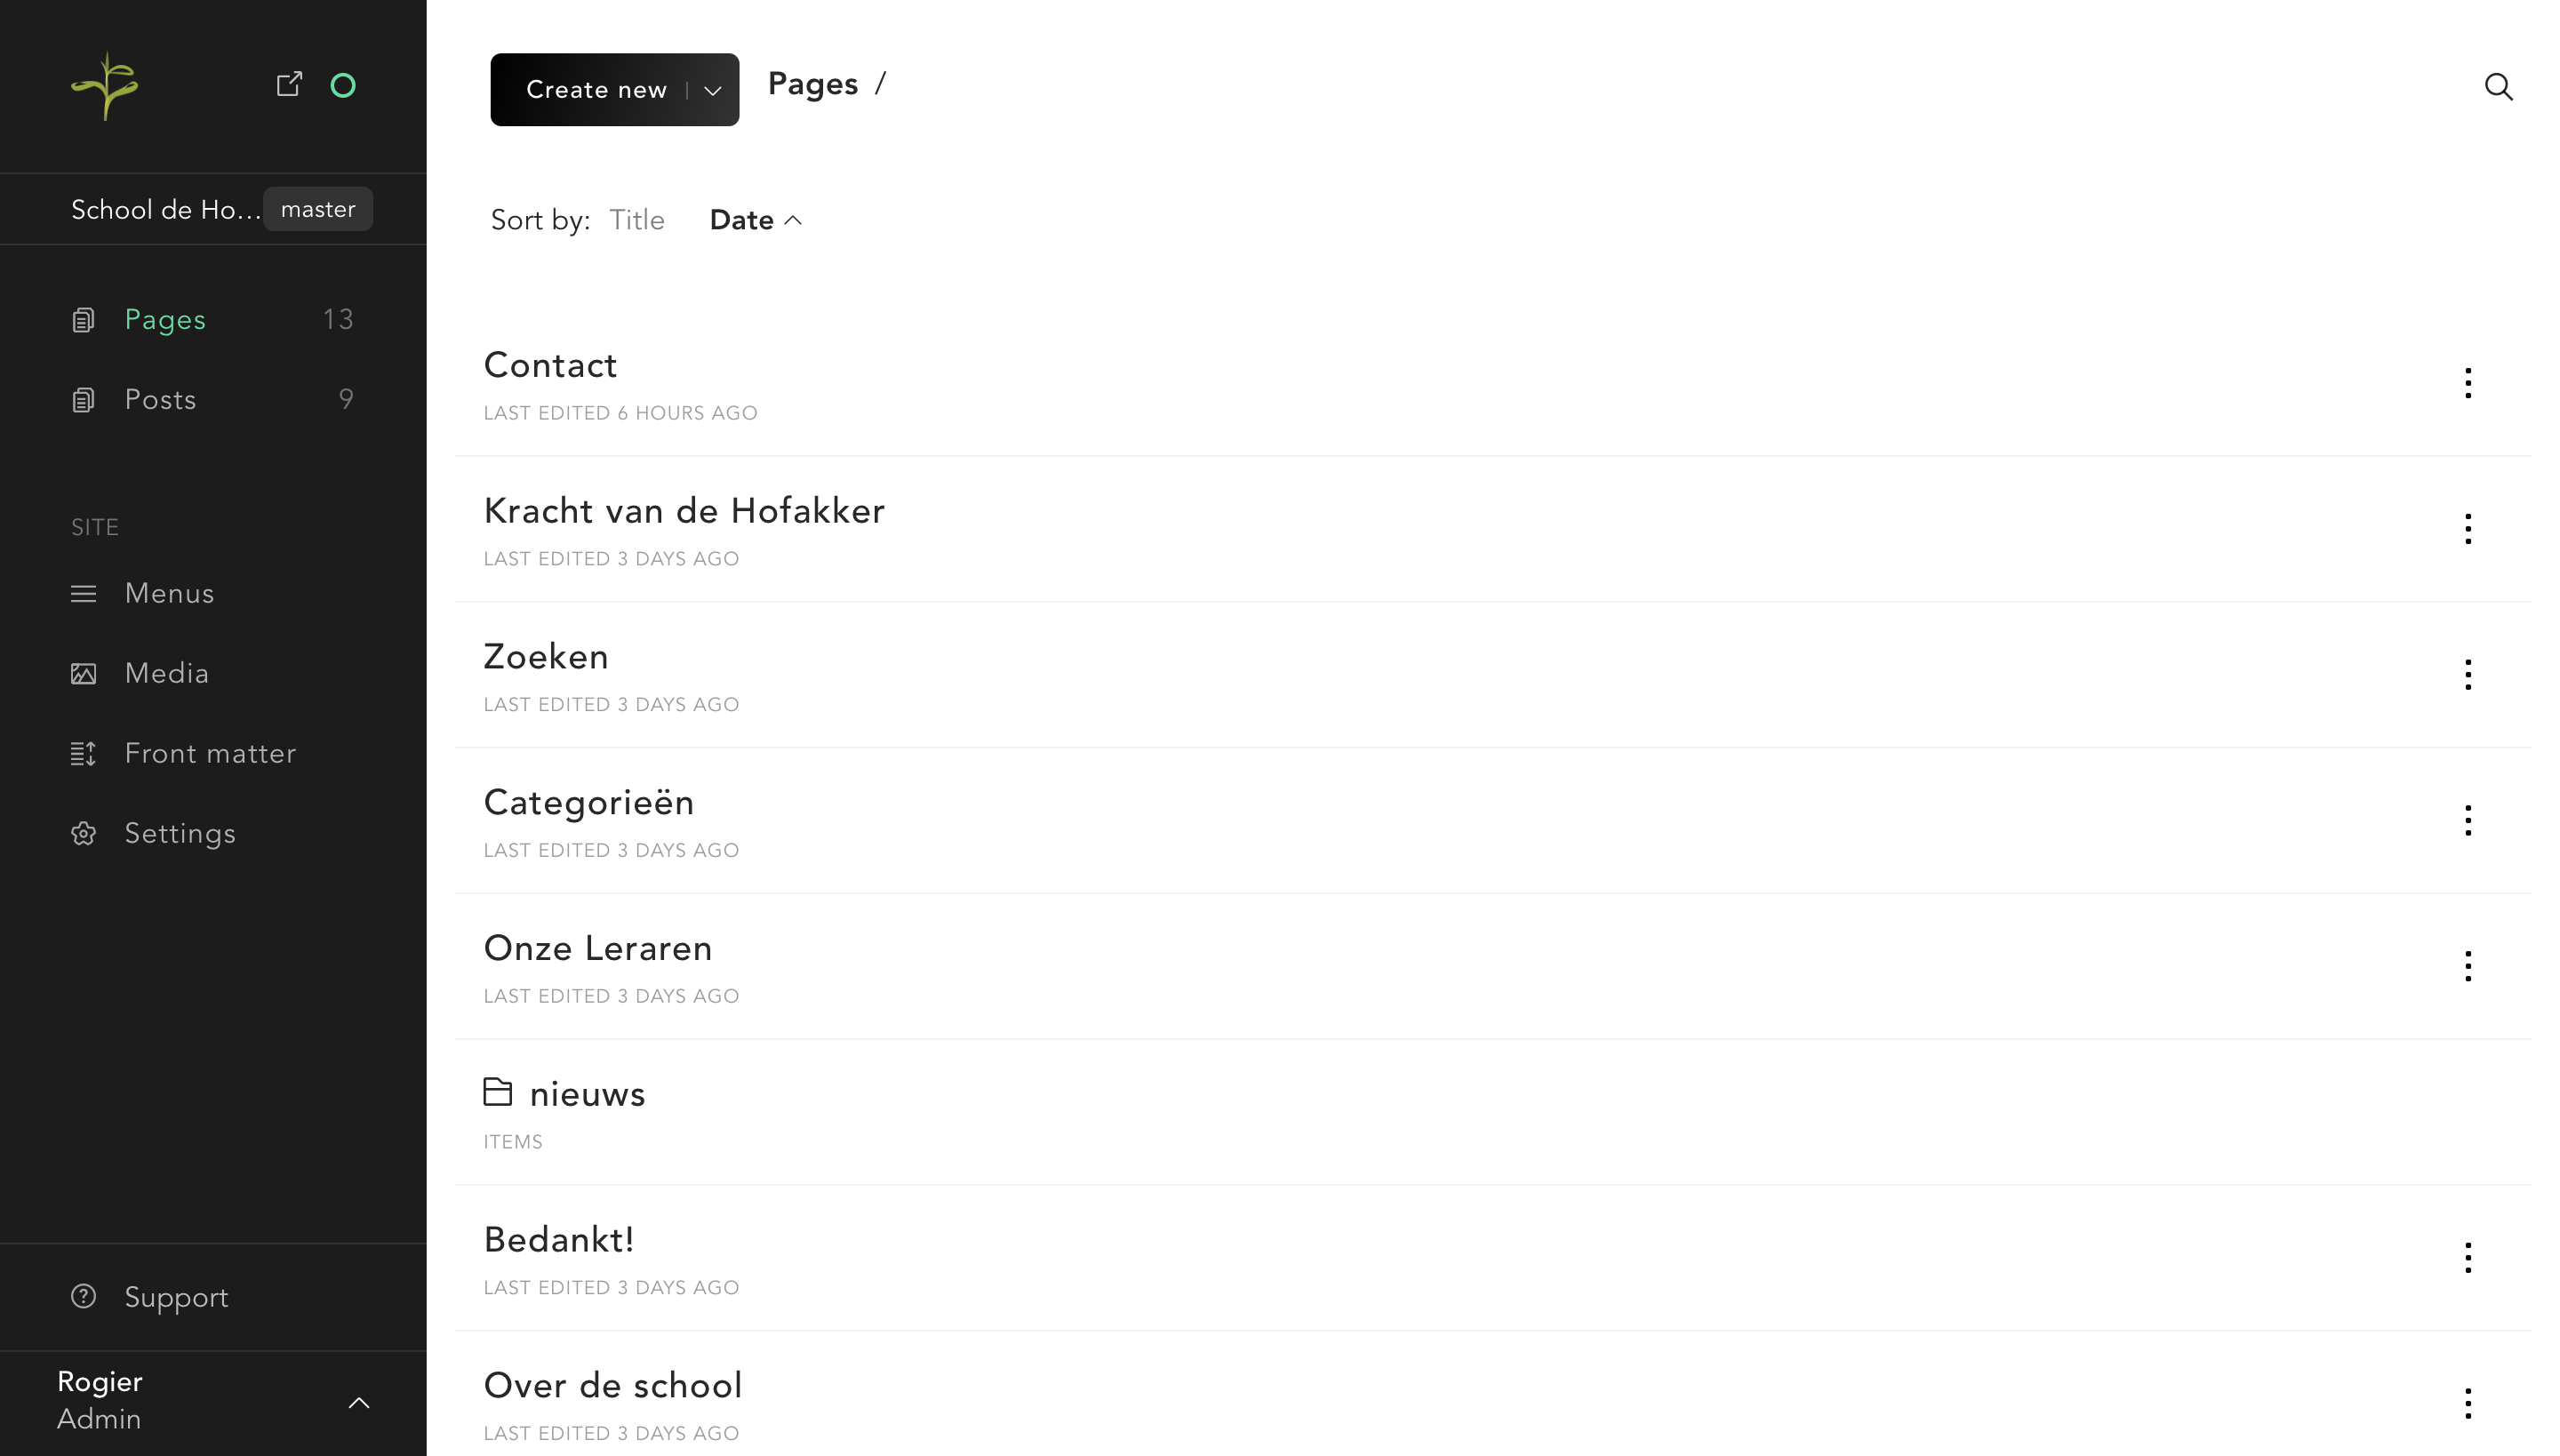 School de Ho... master
Pages 13
Posts 9
SITE
Menus
Media
Front matter
Settings
Support
Rogier
Admin
Create new
Pages /
Sort by: Title Date
Contact
LAST EDITED 6 HOURS AGO
Kracht van de Hofakker
LAST EDITED 3 DAYS AGO
Zoeken
LAST EDITED 3 DAYS AGO
Categorieën
LAST EDITED 3 DAYS AGO
Onze Leraren
LAST EDITED 3 DAYS AGO
nieuws
ITEMS
Bedankt!
LAST EDITED 3 DAYS AGO
Over de school
LAST EDITED 3 DAYS AGO